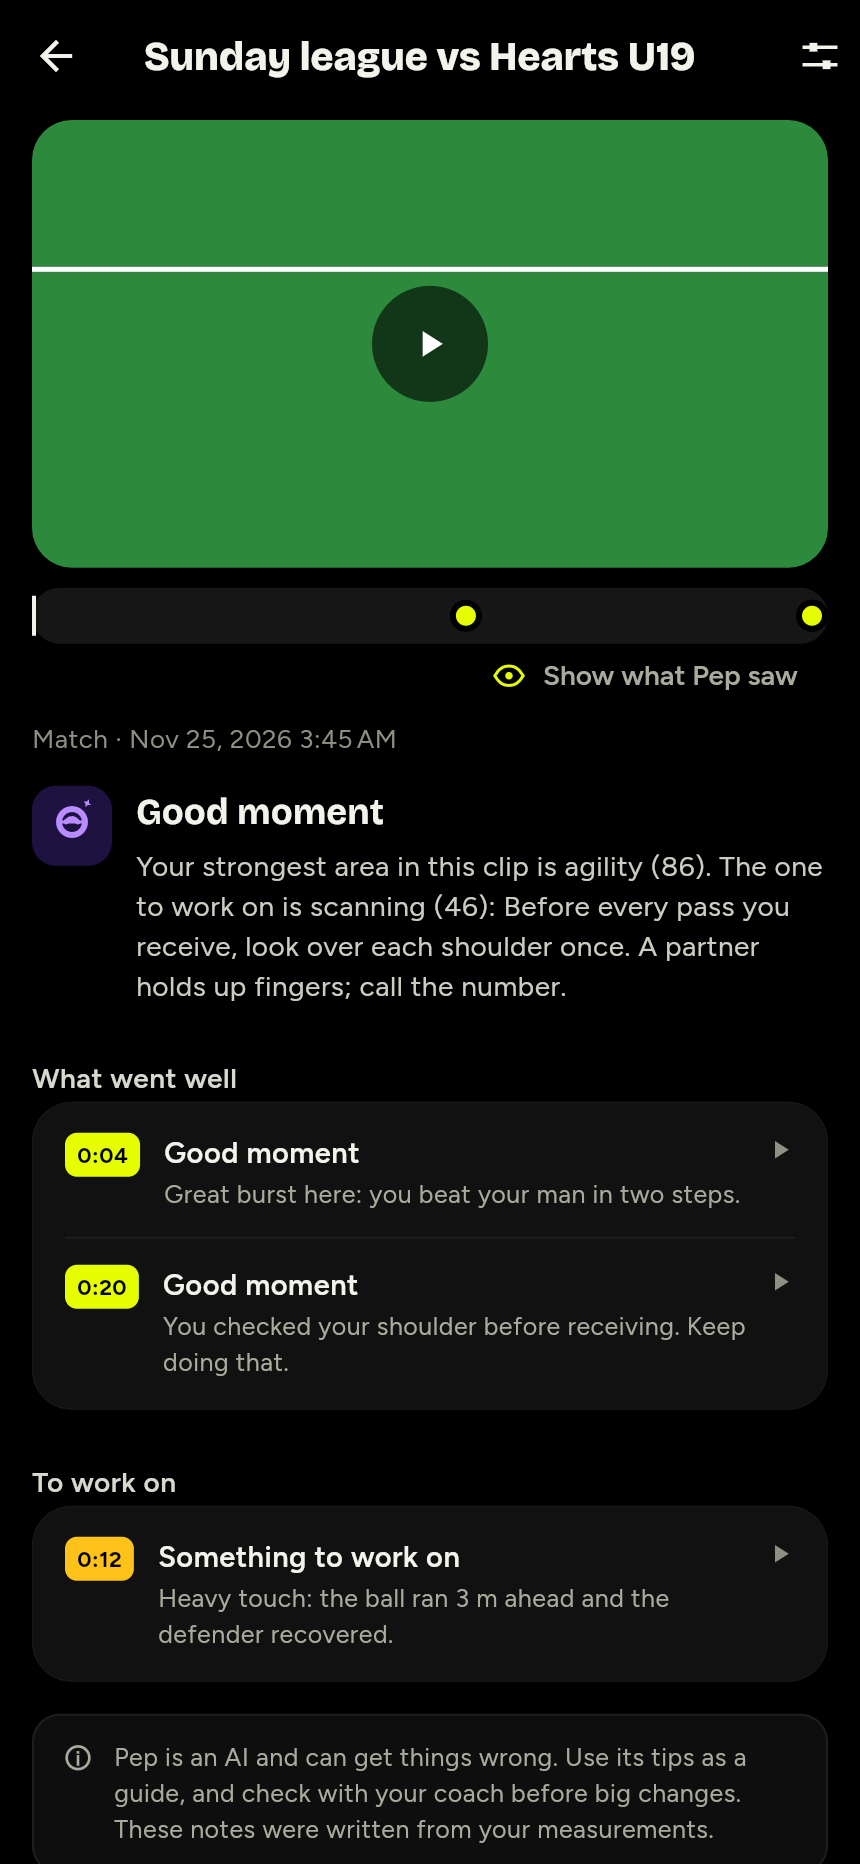 Sunday league vs Hearts U19
Show what Pep saw
Match · Nov 25, 2026 3:45 AM
Good moment
Your strongest area in this clip is agility (86). The one
to work on is scanning (46): Before every pass you
receive, look over each shoulder once. A partner
holds up fingers; call the number.
What went well
0:04
Good moment
Great burst here: you beat your man in two steps.
0:20
Good moment
You checked your shoulder before receiving. Keep
doing that.
To work on
0:12
Something to work on
Heavy touch: the ball ran 3 m ahead and the
defender recovered.
Pep is an AI and can get things wrong. Use its tips as a
guide, and check with your coach before big changes.
These notes were written from your measurements.